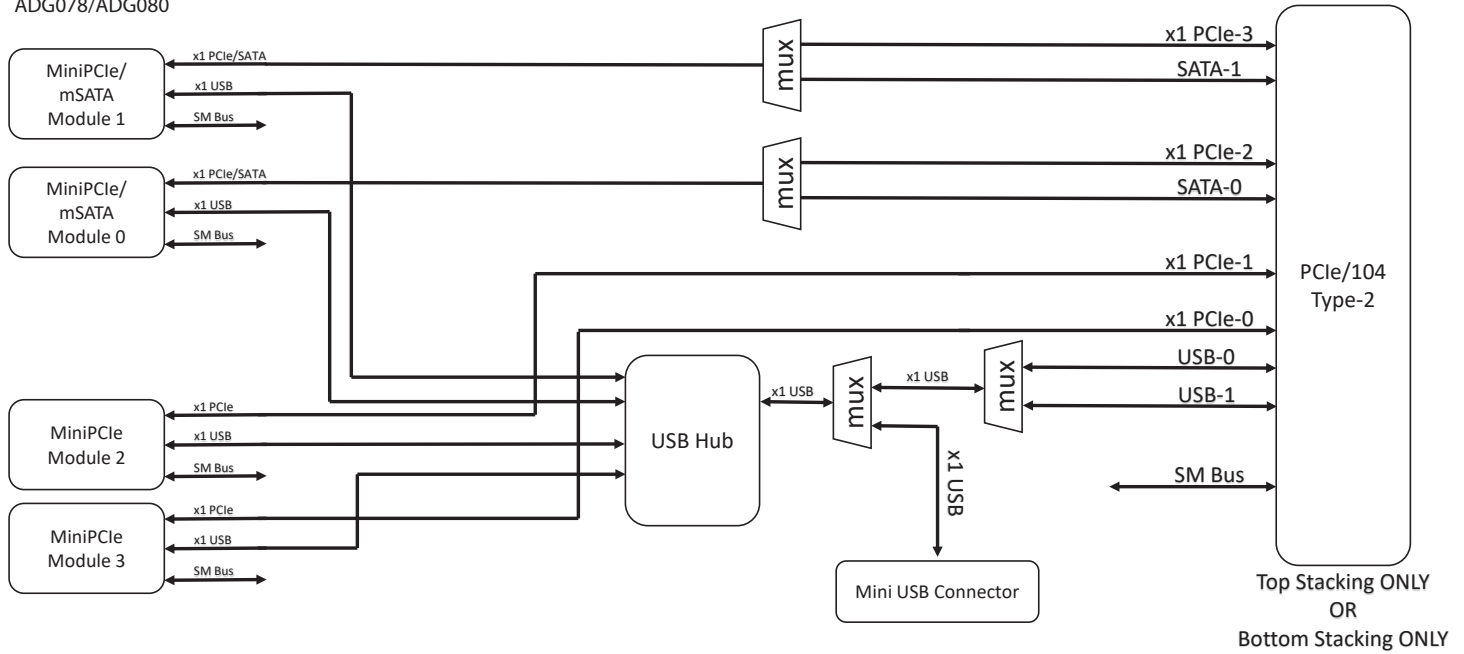 ADG078/ADG080
MiniPCIe/
mSATA
Module 1
x1 PCIe/SATA
x1 USB
SM Bus
mux
x1 PCIe-3
SATA-1
MiniPCIe/
mSATA
Module 0
x1 PCIe/SATA
x1 USB
SM Bus
mux
x1 PCIe-2
SATA-0
x1 PCIe-1
x1 PCIe-0
PCIe/104
Type-2
MiniPCIe
Module 2
x1 PCIe
x1 USB
SM Bus
MiniPCIe
Module 3
x1 PCIe
x1 USB
SM Bus
USB Hub
x1 USB
mux
x1 USB
mux
USB-0
USB-1
x1 USB
SM Bus
Mini USB Connector
Top Stacking ONLY
OR
Bottom Stacking ONLY